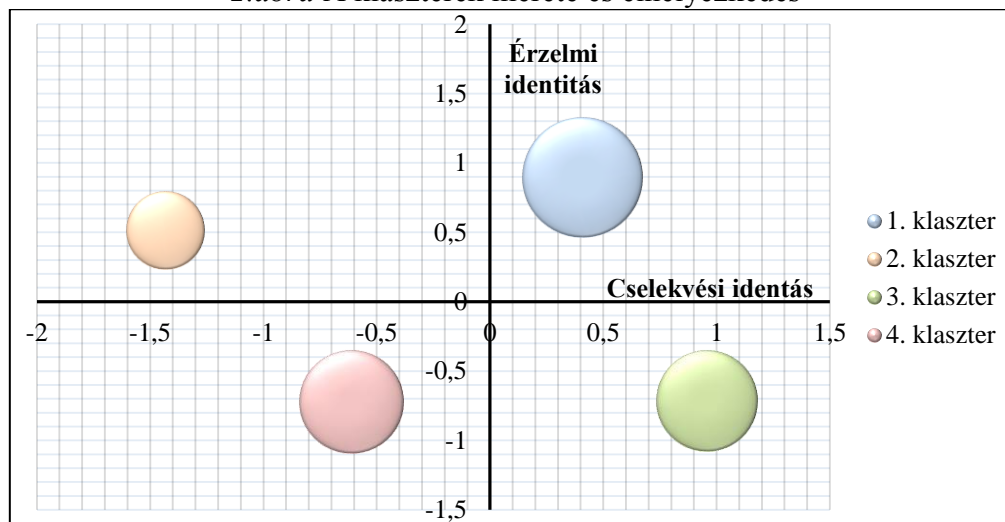 2
Érzelmi
identitás
1,5
1
0,5
0
Cselekvési identás
-2
-1,5
-1
-0,5
0
0,5
1
1,5
-0,5
-1
-1,5
1. klaszter
2. klaszter
3. klaszter
4. klaszter